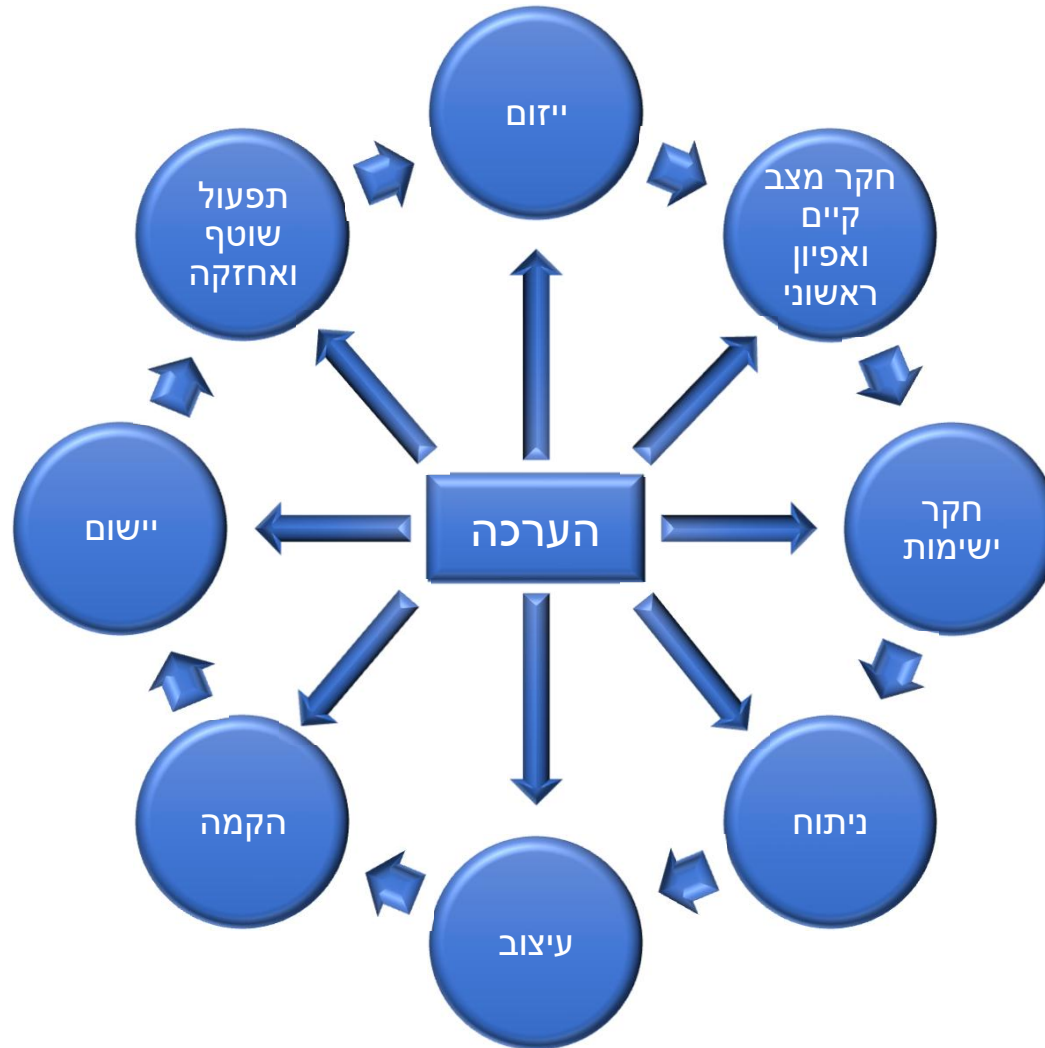 ייזום
חקר מצב
קיים
ואפיון
ראשוני
חקר
ישימות
ניתוח
עיצוב
הקמה
יישום
תפעול
שוטף
ואחזקה
הערכה